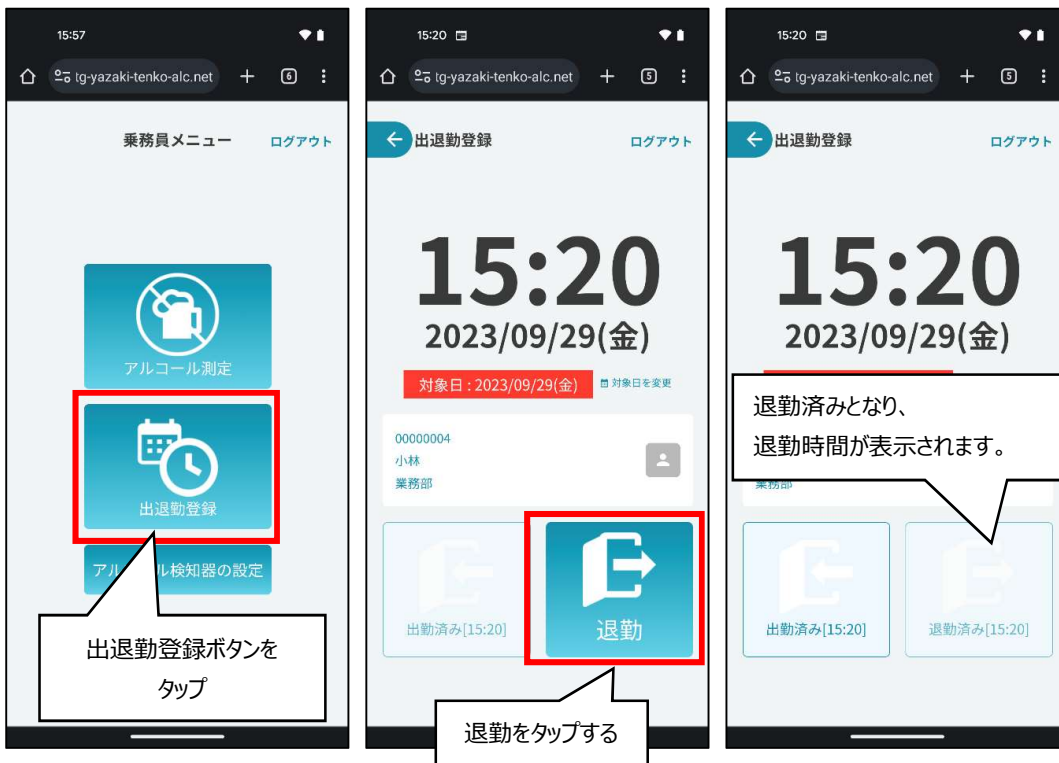 15:57
tg-yazaki-tenko-alc.net
6
乗務員メニュー
ログアウト
アルコール測定
出退勤登録
アル
ル検知器の設定
出退勤登録ボタンを
タップ
15:20
tg-yazaki-tenko-alc.net
5
出退勤登録
ログアウト
15:20
2023/09/29(金)
対象日 : 2023/09/29(金)
対象日を変更
00000004
小林
業務部
出勤済み[15:20]
退勤
退勤をタップする
15:20
tg-yazaki-tenko-alc.net
5
出退勤登録
ログアウト
15:20
2023/09/29(金)
退勤済みとなり、
退勤時間が表示されます。
業務部
出勤済み[15:20]
退勤済み[15:20]